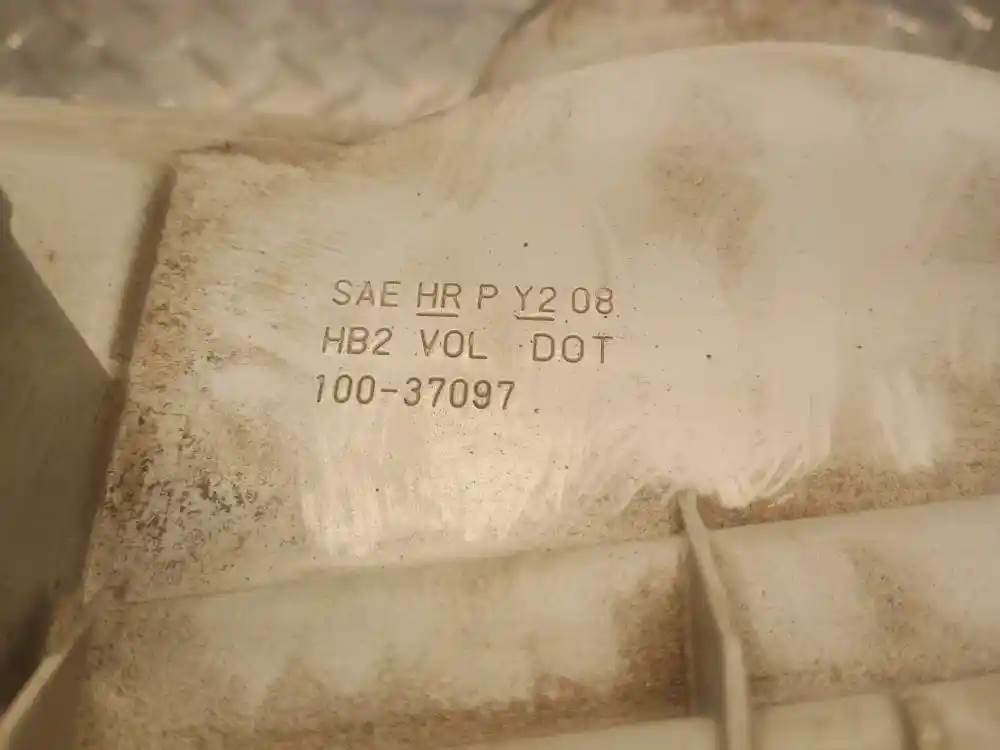 SAE HR P Y2 08
HB2 VOL DOT
100-37097